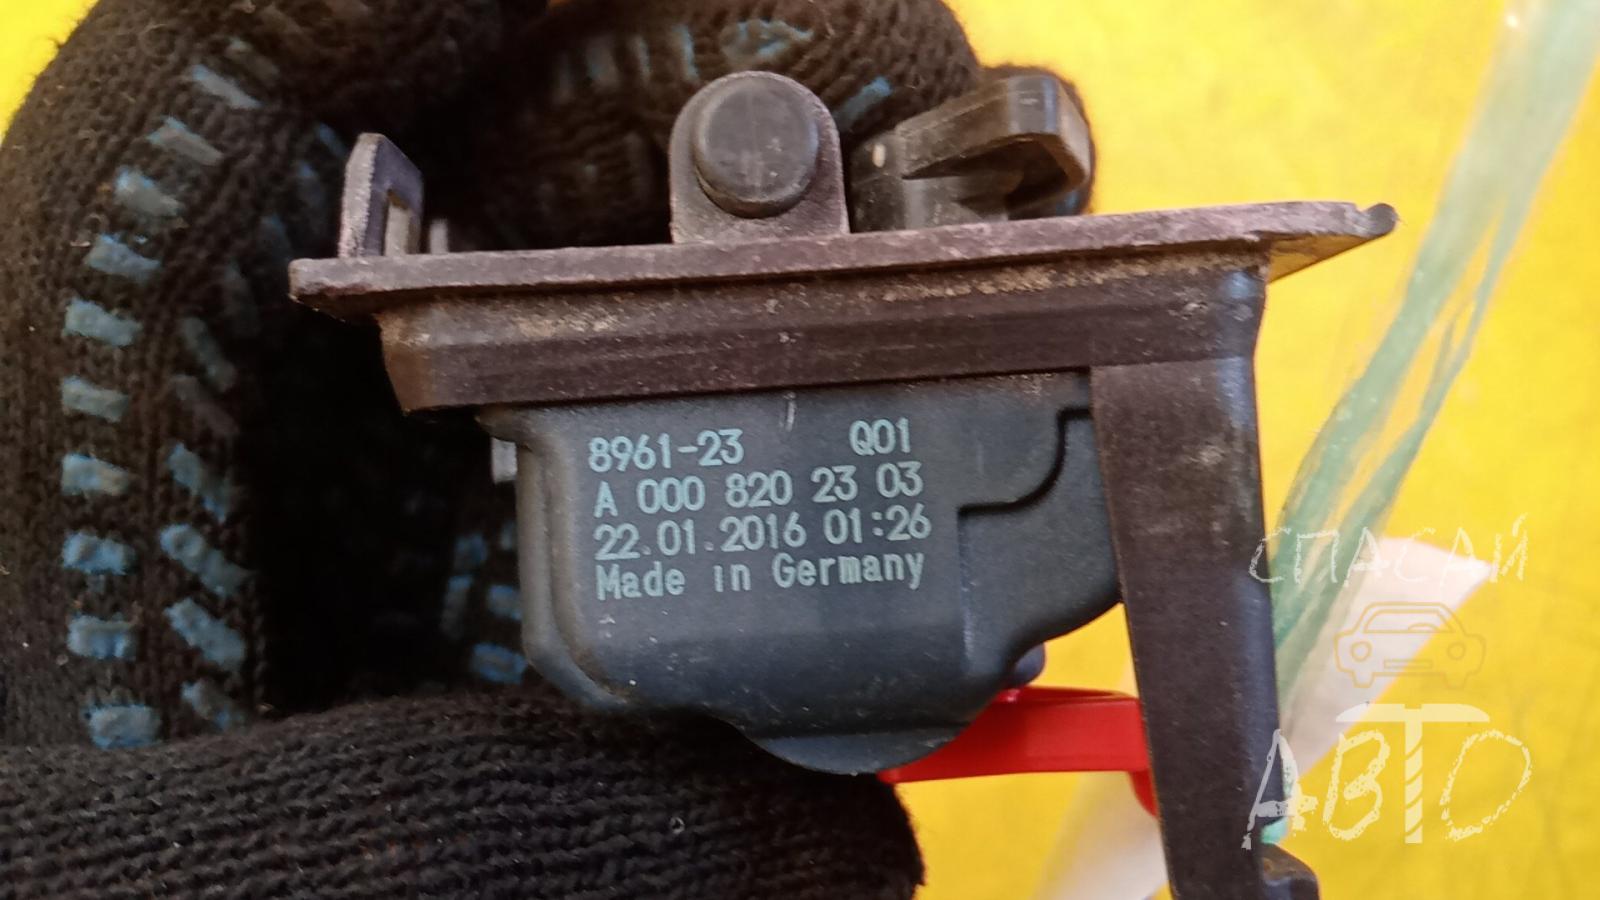 8961-23 Q01
A 000 820 23 03
22.01.2016 01:26
Made in Germany
СПАСАЙ
АВТО